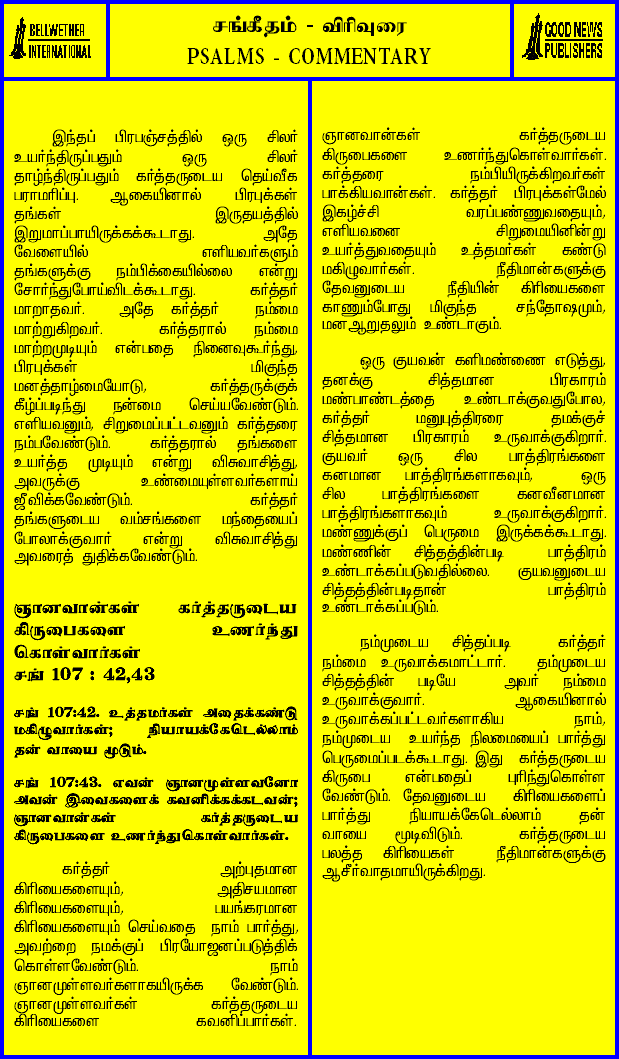 BELLWETHER
INTERNATIONAL
சங்கீதம் - விரிவுரை
PSALMS - COMMENTARY
GOOD NEWS
PUBLISHERS
இந்தப் பிரபஞ்சத்தில் ஒரு சிலர்
உயர்ந்திருப்பதும் ஒரு சிலர்
தாழ்ந்திருப்பதும் கர்த்தருடைய தெய்வீக
பராமரிப்பு. ஆகையினால் பிரபுக்கள்
தங்கள் இருதயத்தில்
இறுமாப்பாயிருக்கக்கூடாது. அதே
வேளையில் எளியவர்களும்
தங்களுக்கு நம்பிக்கையில்லை என்று
சோர்ந்துபோய்விடக்கூடாது. கர்த்தர்
மாறாதவர். அதே கர்த்தர் நம்மை
மாற்றுகிறவர். கர்த்தரால் நம்மை
மாற்றமுடியும் என்பதை நினைவுகூர்ந்து,
பிரபுக்கள் மிகுந்த
மனத்தாழ்மையோடு, கர்த்தருக்குக்
கீழ்ப்படிந்து நன்மை செய்யவேண்டும்.
எளியவனும், சிறுமைப்பட்டவனும் கர்த்தரை
நம்பவேண்டும். கர்த்தரால் தங்களை
உயர்த்த முடியும் என்று விசுவாசித்து,
அவருக்கு உண்மையுள்ளவர்களாய்
ஜீவிக்கவேண்டும். கர்த்தர்
தங்களுடைய வம்சங்களை மந்தையைப்
போலாக்குவார் என்று விசுவாசித்து
அவரைத் துதிக்கவேண்டும்.
ஞானவான்கள் கர்த்தருடைய
கிருபைகளை உணர்ந்து
கொள்வார்கள்
சங் 107 : 42,43
சங் 107:42. உத்தமர்கள் அதைக்கண்டு
மகிழுவார்கள்; நியாயக்கேடெல்லாம்
தன் வாயை மூடும்.
சங் 107:43. எவன் ஞானமுள்ளவனோ
அவன் இவைகளைக் கவனிக்கக்கடவன்;
ஞானவான்கள் கர்த்தருடைய
கிருபைகளை உணர்ந்துகொள்வார்கள்.
கர்த்தர் அற்புதமான
கிரியைகளையும், அதிசயமான
கிரியைகளையும், பயங்கரமான
கிரியைகளையும் செய்வதை நாம் பார்த்து,
அவற்றை நமக்குப் பிரயோஜனப்படுத்திக்
கொள்ளவேண்டும். நாம்
ஞானமுள்ளவர்களாகயிருக்க வேண்டும்.
ஞானமுள்ளவர்கள் கர்த்தருடைய
கிரியைகளை கவனிப்பார்கள்.
ஞானவான்கள் கர்த்தருடைய
கிருபைகளை உணர்ந்துகொள்வார்கள்.
கர்த்தரை நம்பியிருக்கிறவர்கள்
பாக்கியவான்கள். கர்த்தர் பிரபுக்கள்மேல்
இகழ்ச்சி வரப்பண்ணுவதையும்,
எளியவனை சிறுமையினின்று
உயர்த்துவதையும் உத்தமர்கள் கண்டு
மகிழுவார்கள். நீதிமான்களுக்கு
தேவனுடைய நீதியின் கிரியைகளை
காணும்போது மிகுந்த சந்தோஷமும்,
மனஆறுதலும் உண்டாகும்.
ஒரு குயவன் களிமண்ணை எடுத்து,
தனக்கு சித்தமான பிரகாரம்
மண்பாண்டத்தை உண்டாக்குவதுபோல,
கர்த்தர் மனுபுத்திரரை தமக்குச்
சித்தமான பிரகாரம் உருவாக்குகிறார்.
குயவர் ஒரு சில பாத்திரங்களை
கனமான பாத்திரங்களாகவும், ஒரு
சில பாத்திரங்களை கனவீனமான
பாத்திரங்களாகவும் உருவாக்குகிறார்.
மண்ணுக்குப் பெருமை இருக்கக்கூடாது.
மண்ணின் சித்தத்தின்படி பாத்திரம்
உண்டாக்கப்படுவதில்லை. குயவனுடைய
சித்தத்தின்படிதான் பாத்திரம்
உண்டாக்கப்படும்.
நம்முடைய சித்தப்படி கர்த்தர்
நம்மை உருவாக்கமாட்டார். தம்முடைய
சித்தத்தின் படியே அவர் நம்மை
உருவாக்குவார். ஆகையினால்
உருவாக்கப்பட்டவர்களாகிய நாம்,
நம்முடைய உயர்ந்த நிலமையைப் பார்த்து
பெருமைப்படக்கூடாது. இது கர்த்தருடைய
கிருபை என்பதைப் புரிந்துகொள்ள
வேண்டும். தேவனுடைய கிரியைகளைப்
பார்த்து நியாயக்கேடெல்லாம் தன்
வாயை மூடிவிடும். கர்த்தருடைய
பலத்த கிரியைகள் நீதிமான்களுக்கு
ஆசீர்வாதமாயிருக்கிறது.